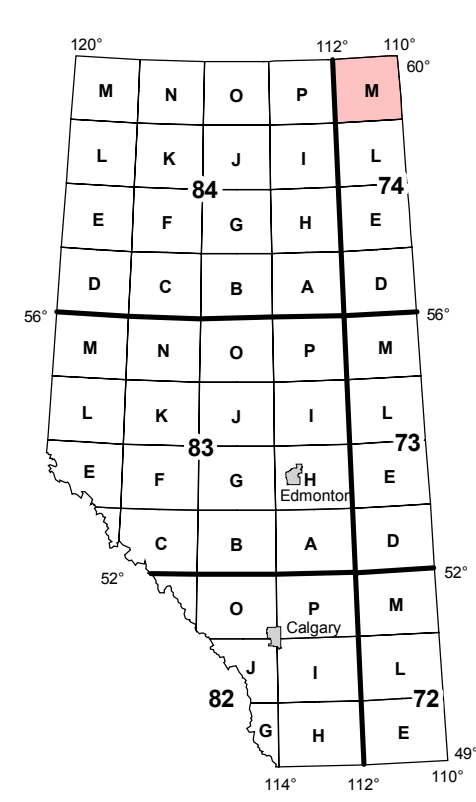 120° 112° 110°
60°
M N O P M
L K J I L
84 74
E F G H E
D C B A D
56° 56°
M N O P M
L K J I L
83 73
E F G H E
Edmonton
C B A D
52° 52°
O P M
Calgary
J I L
82 72
G H E
49°
114° 112° 110°